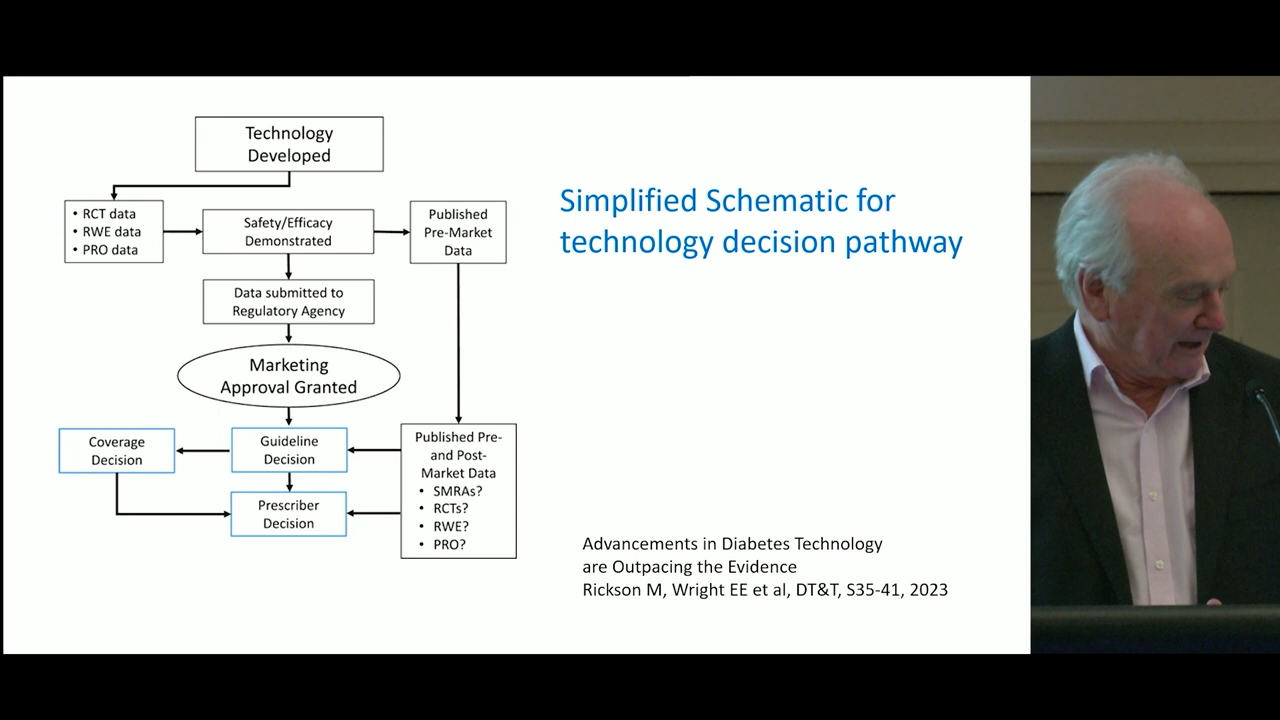 Technology
Developed
• RCT data
• RWE data
• PRO data
Safety/Efficacy
Demonstrated
Published
Pre-Market
Data
Data submitted to
Regulatory Agency
Marketing
Approval Granted
Coverage
Decision
Guideline
Decision
Prescriber
Decision
Published Pre-
and Post-
Market Data
• SMRAs?
• RCTs?
• RWE?
• PRO?
Simplified Schematic for
technology decision pathway
Advancements in Diabetes Technology
are Outpacing the Evidence
Rickson M, Wright EE et al, DT&T, S35-41, 2023